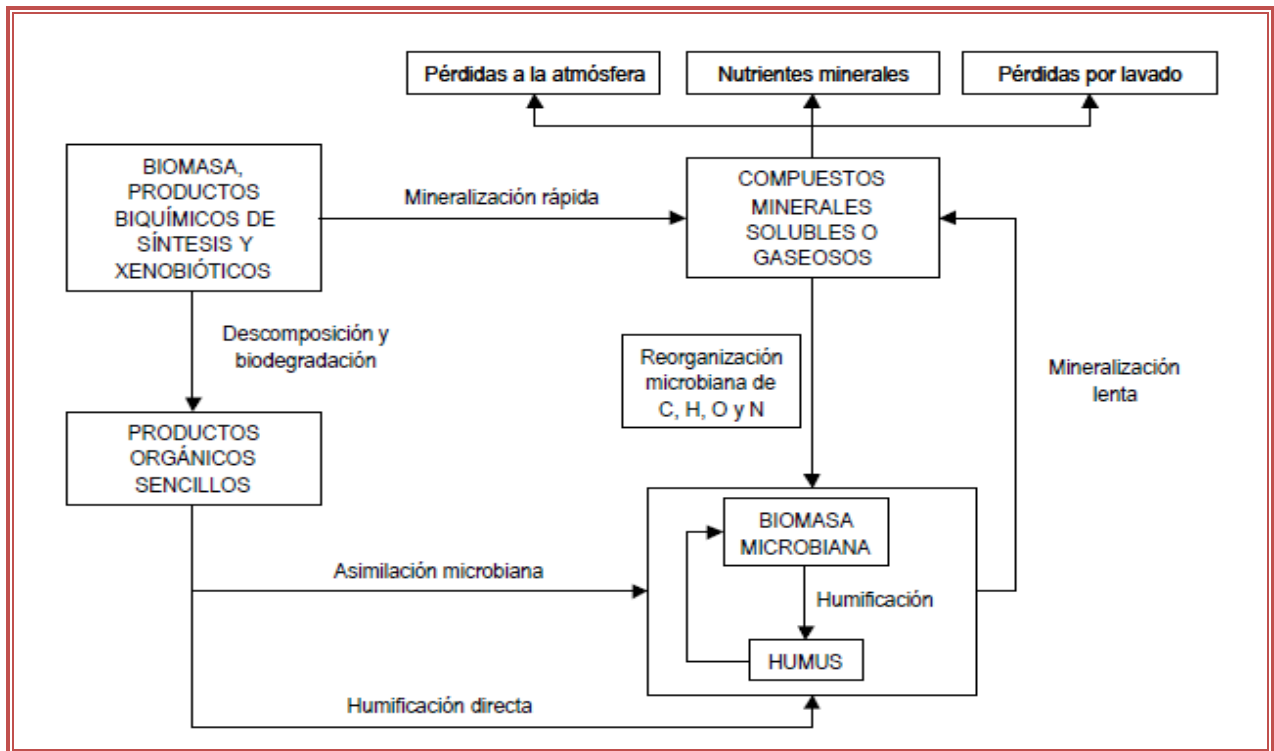 Pérdidas a la atmósfera
Nutrientes minerales
Pérdidas por lavado
BIOMASA,
PRODUCTOS
BIQUÍMICOS DE
SÍNTESIS Y
XENOBIÓTICOS
Mineralización rápida
COMPUESTOS
MINERALES
SOLUBLES O
GASEOSOS
Descomposición y
biodegradación
Reorganización
microbiana de
C, H, O y N
Mineralización
lenta
PRODUCTOS
ORGÁNICOS
SENCILLOS
BIOMASA
MICROBIANA
Asimilación microbiana
Humificación
HUMUS
Humificación directa